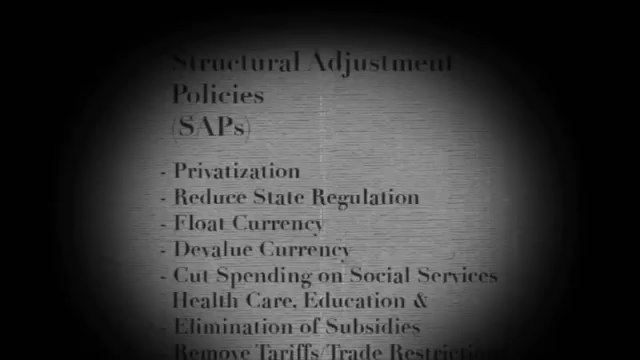 Structural Adjustment
Policies
(SAPs)
- Privatization
- Reduce State Regulation
- Float Currency
- Devalue Currency
- Cut Spending on Social Services
Health Care, Education &
- Elimination of Subsidies
- Remove Tariffs/Trade Restrictio